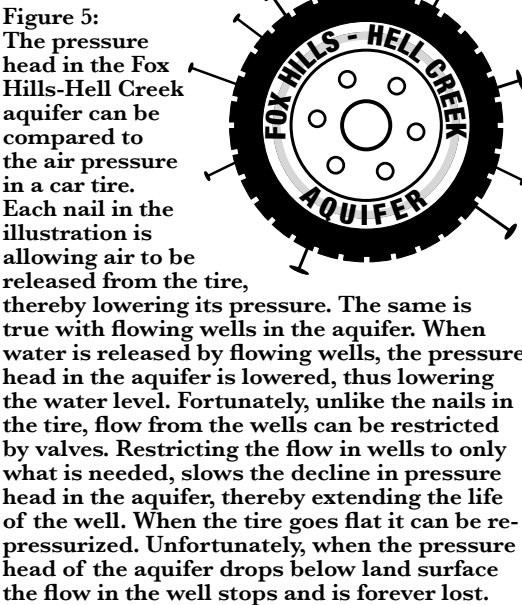 Figure 5:
The pressure
head in the Fox
Hills-Hell Creek
aquifer can be
compared to
the air pressure
in a car tire.
Each nail in the
illustration is
allowing air to be
released from the tire,
thereby lowering its pressure. The same is
true with flowing wells in the aquifer. When
water is released by flowing wells, the pressure
head in the aquifer is lowered, thus lowering
the water level. Fortunately, unlike the nails in
the tire, flow from the wells can be restricted
by valves. Restricting the flow in wells to only
what is needed, slows the decline in pressure
head in the aquifer, thereby extending the life
of the well. When the tire goes flat it can be re-
pressurized. Unfortunately, when the pressure
head of the aquifer drops below land surface
the flow in the well stops and is forever lost.
FOX HILLS - HELL CREEK
AQUIFER